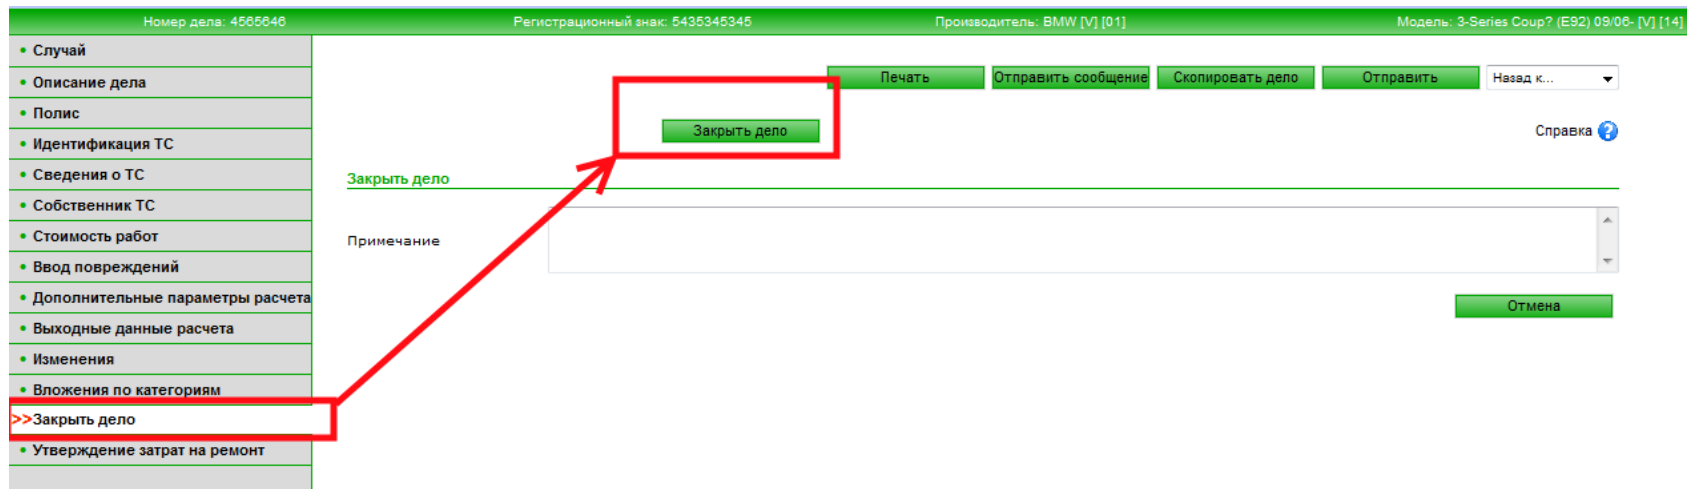 Номер дела: 4565646 Регистрационный знак: 5435345345 Производитель: BMW [V] [01] Модель: 3-Series Coup? (E92) 09/06- [V] [14]
• Случай
• Описание дела
• Полис
• Идентификация ТС
• Сведения о ТС
• Собственник ТС
• Стоимость работ
• Ввод повреждений
• Дополнительные параметры расчета
• Выходные данные расчета
• Изменения
• Вложения по категориям
>>Закрыть дело
• Утверждение затрат на ремонт
Печать Отправить сообщение Скопировать дело Отправить Назад к...
Закрыть дело Справка ?
Закрыть дело
Примечание
Отмена